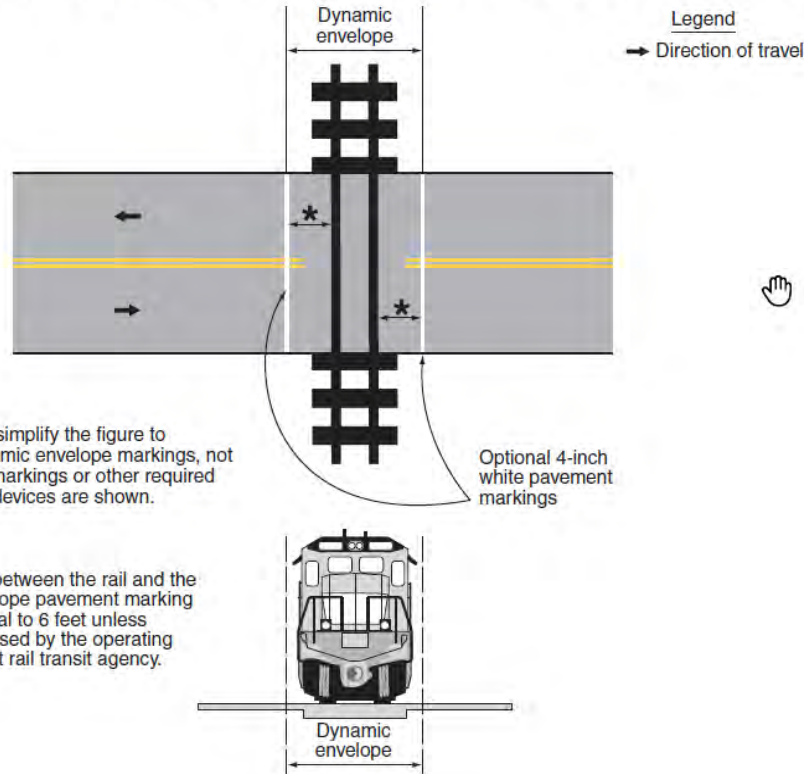 Dynamic
envelope
Legend
Direction of travel
*
*
simplify the figure to
mic envelope markings, not
markings or other required
devices are shown.
Optional 4-inch
white pavement
markings
between the rail and the
ope pavement marking
al to 6 feet unless
sed by the operating
t rail transit agency.
Dynamic
envelope